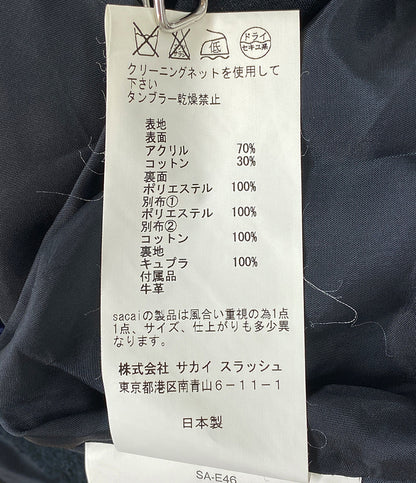 低
ドライ
セキユ系
クリーニングネットを使用して
下さい
タンブラー乾燥禁止
表地
表面
アクリル 70%
コットン 30%
裏面
ポリエステル 100%
別布①
ポリエステル 100%
別布②
コットン 100%
裏地
キュプラ 100%
付属品
牛革
sacaiの製品は風合い重視の為1点
1点、サイズ、仕上がりも多少異
なります。
株式会社 サカイ スラッシュ
東京都港区南青山6-11-1
日本製
SA-E46